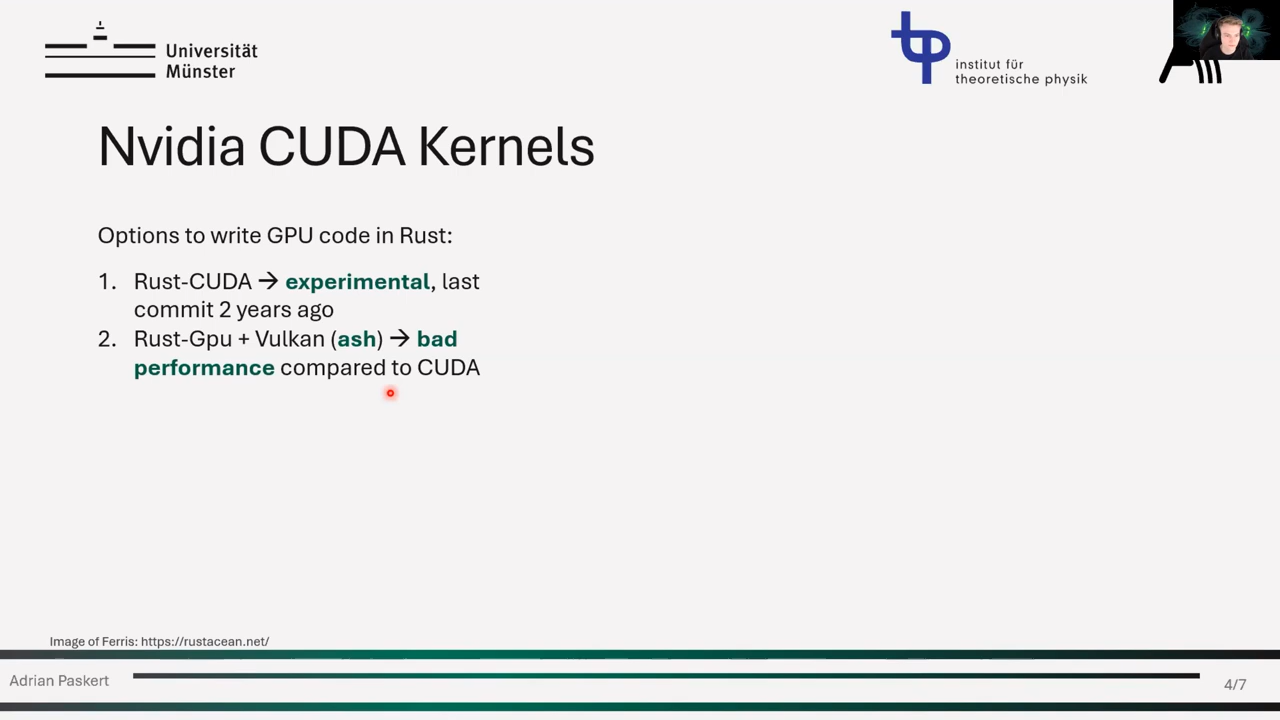 Universität
Münster
institut für
theoretische physik
Nvidia CUDA Kernels
Options to write GPU code in Rust:
1. Rust-CUDA → experimental, last
commit 2 years ago
2. Rust-Gpu + Vulkan (ash) → bad
performance compared to CUDA
Image of Ferris: https://rustacean.net/
Adrian Paskert
4/7